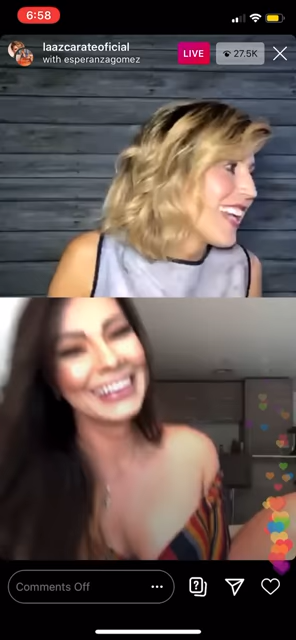 6:58
laazcarateoficial
LIVE
27.5K
with esperanzagomez
Comments Off